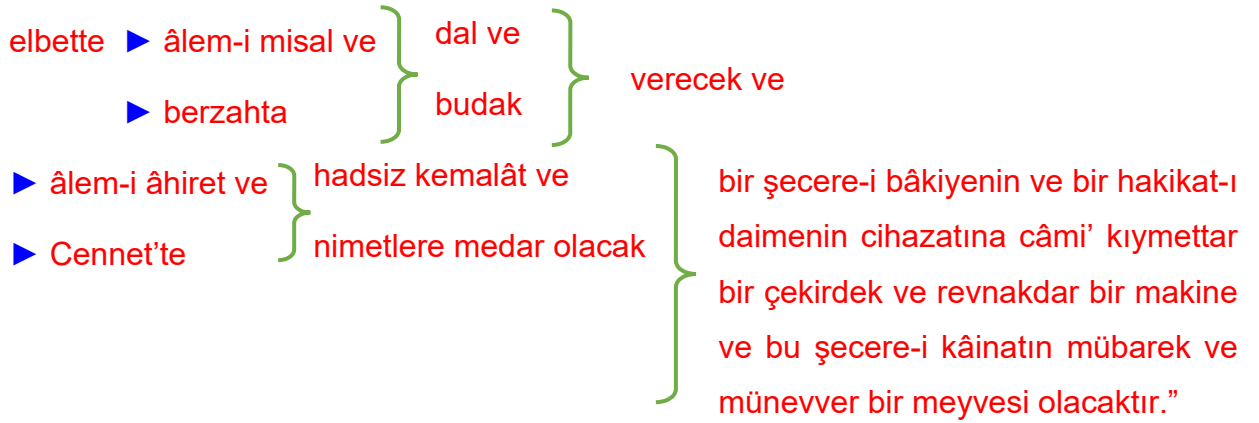 elbette ► âlem-i misal ve
► berzahta
dal ve
budak
verecek ve
► âlem-i âhiret ve
► Cennet’te
hadsiz kemalât ve
nimetlere medar olacak
bir şecere-i bâkiyenin ve bir hakikat-ı
daimenin cihazatına câmi’ kıymettar
bir çekirdek ve revnakdar bir makine
ve bu şecere-i kâinatın mübarek ve
münevver bir meyvesi olacaktır.”